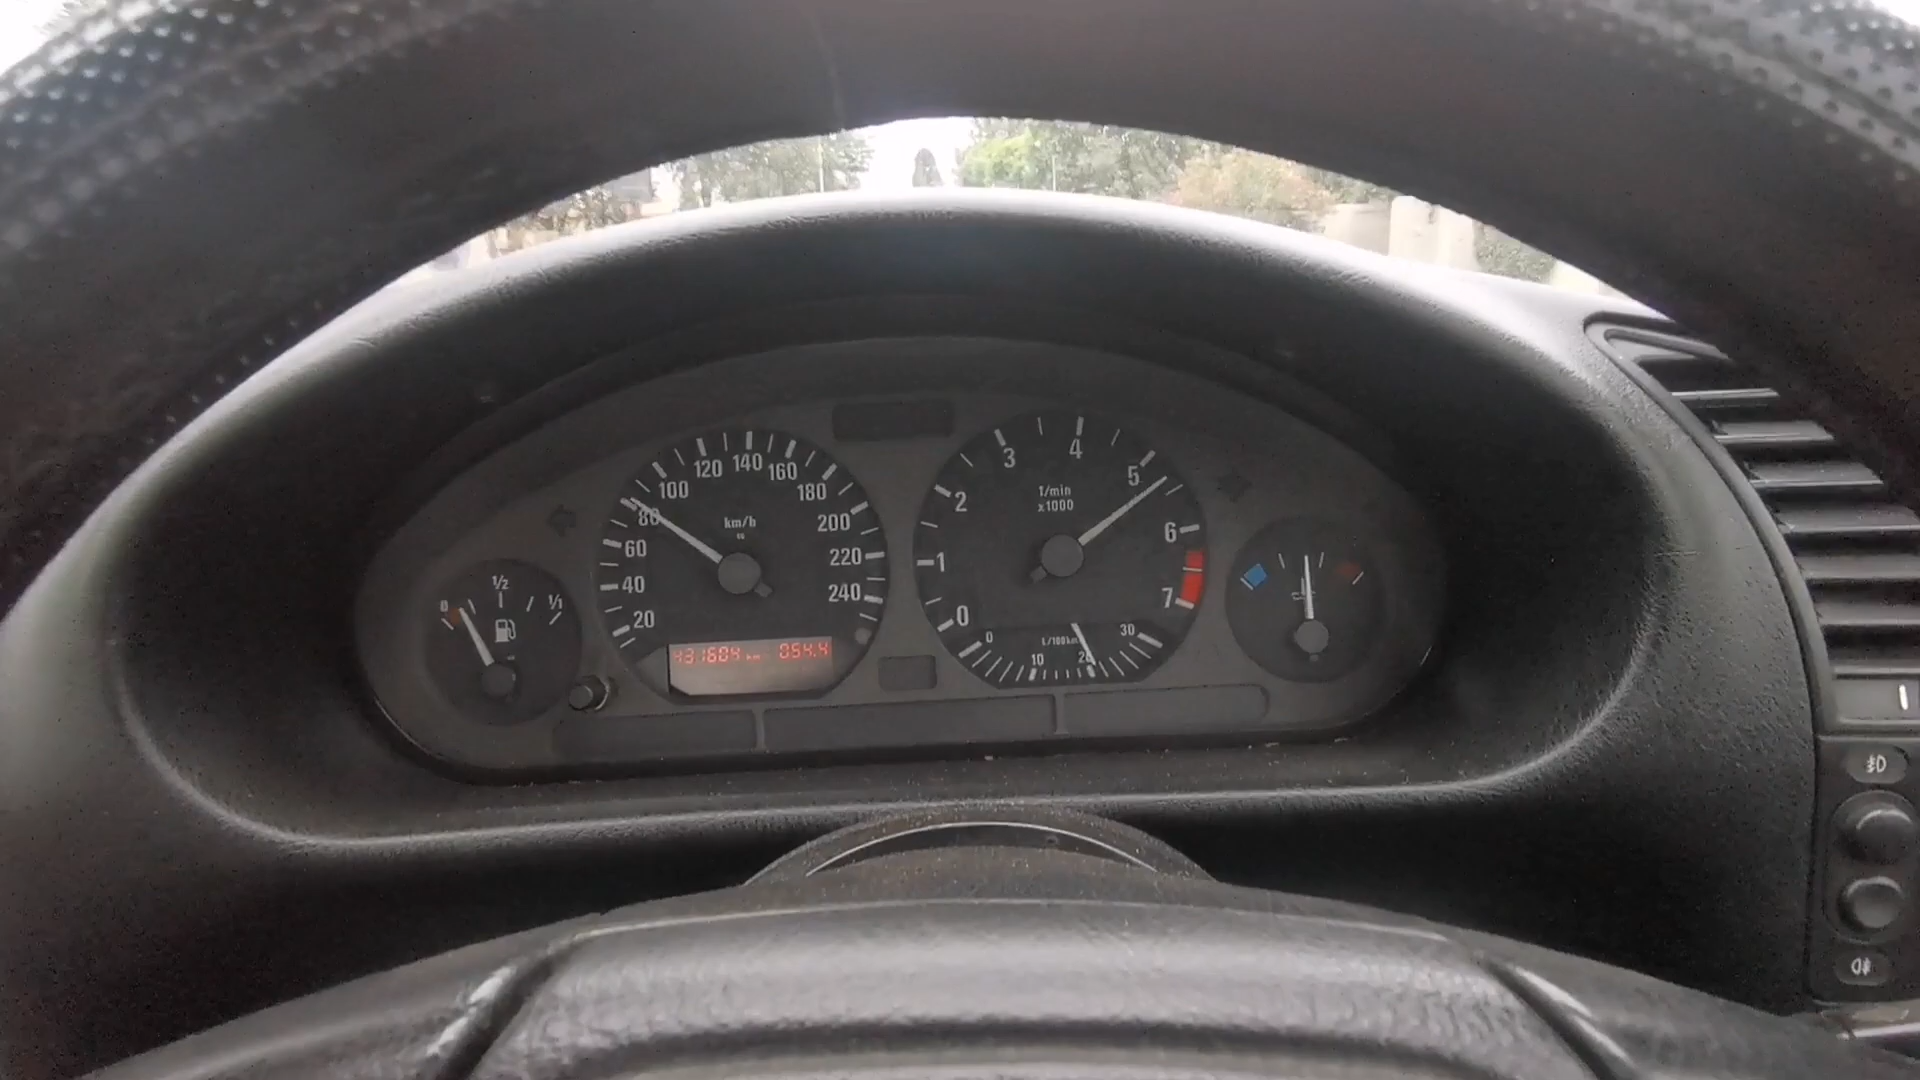 0 1/2 1/1
20 40 60 80 100 120 140 160 180 200 220 240
km/h
431604 km 054.4
0 1 2 3 4 5 6 7
1/min
x1000
0 10 20 30
L/100km